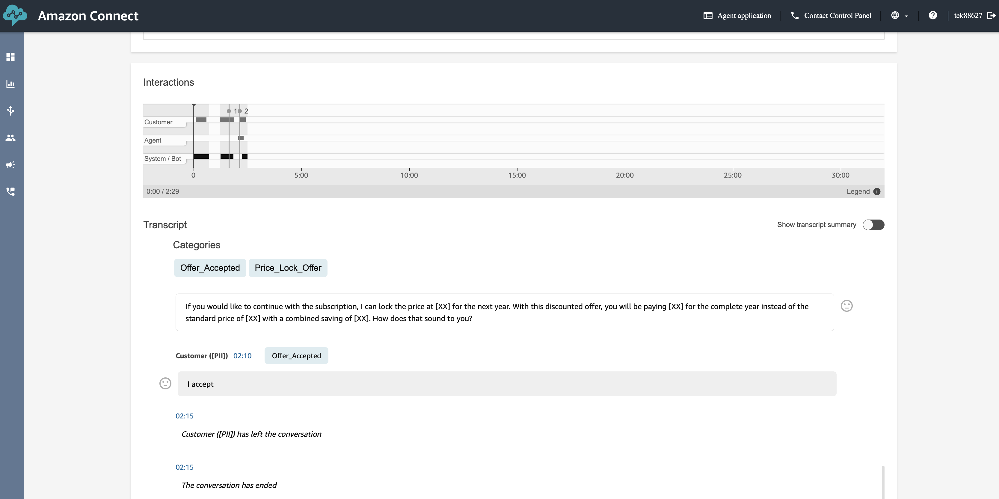 Amazon Connect
Agent application
Contact Control Panel
tek88627
Interactions
1 2
Customer
Agent
System / Bot
0 5:00 10:00 15:00 20:00 25:00 30:00
0:00 / 2:29
Legend
Transcript
Show transcript summary
Categories
Offer_Accepted
Price_Lock_Offer
If you would like to continue with the subscription, I can lock the price at [XX] for the next year. With this discounted offer, you will be paying [XX] for the complete year instead of the
standard price of [XX] with a combined saving of [XX]. How does that sound to you?
Customer ([PII]) 02:10 Offer_Accepted
I accept
02:15
Customer ([PII]) has left the conversation
02:15
The conversation has ended